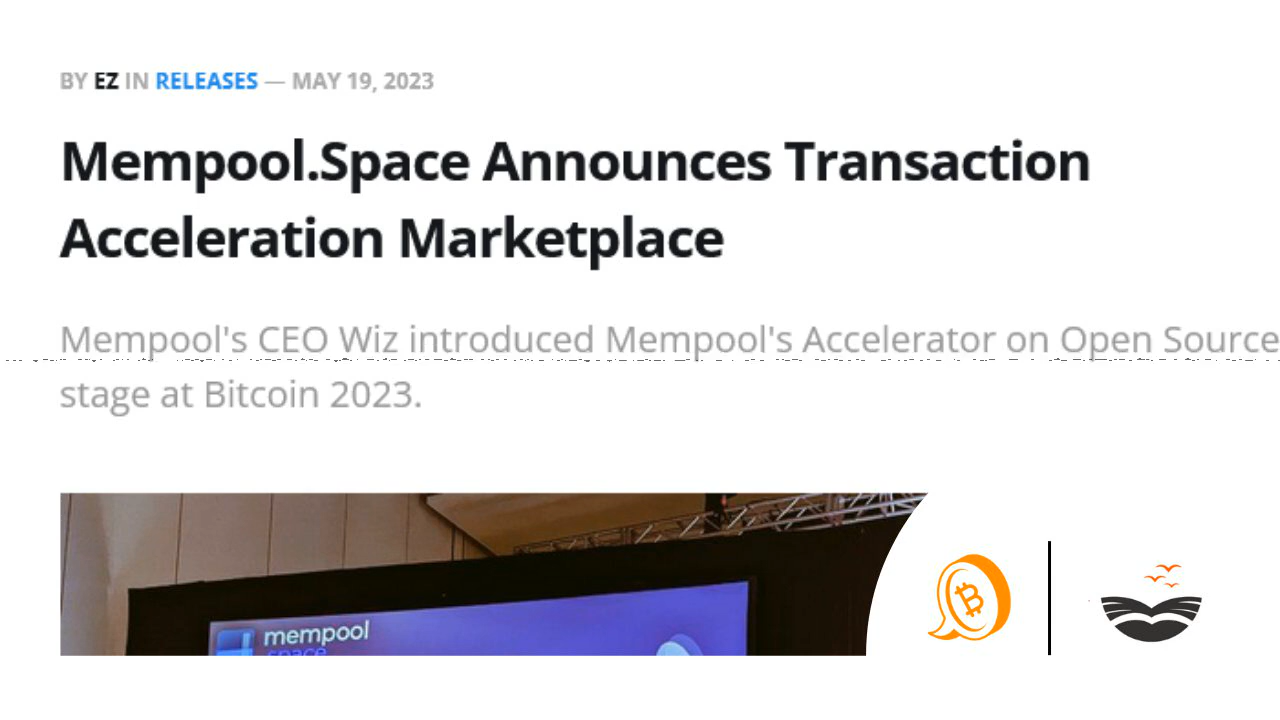 BY EZ IN RELEASES — MAY 19, 2023
Mempool.Space Announces Transaction
Acceleration Marketplace
Mempool's CEO Wiz introduced Mempool's Accelerator on Open Source
stage at Bitcoin 2023.
mempool
space